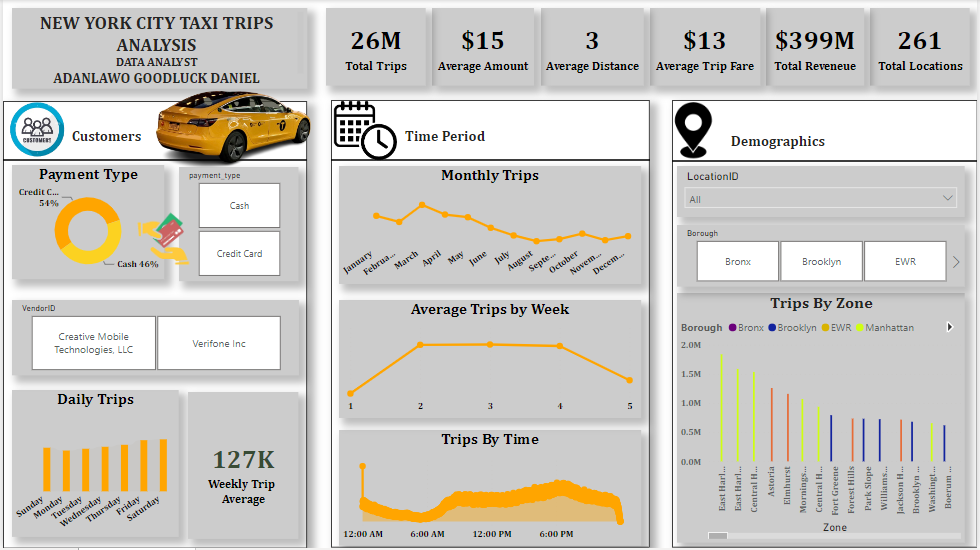 NEW YORK CITY TAXI TRIPS
ANALYSIS
DATA ANALYST
ADANLAWO GOODLUCK DANIEL
26M
Total Trips
$15
Average Amount
3
Average Distance
$13
Average Trip Fare
$399M
Total Reveneue
261
Total Locations
CUSTOMERS
Customers
Payment Type
Credit C...
54%
Cash 46%
payment_type
Cash
Credit Card
VendorID
Creative Mobile
Technologies, LLC
Verifone Inc
Daily Trips
Sunday
Monday
Tuesday
Wednesday
Thursday
Friday
Saturday
127K
Weekly Trip
Average
Time Period
Monthly Trips
January
Februa...
March
April
May
June
July
August
Septe...
October
Novem...
Decem...
Average Trips by Week
1 2 3 4 5
Trips By Time
12:00 AM 6:00 AM 12:00 PM 6:00 PM
Demographics
LocationID
All
Borough
Bronx
Brooklyn
EWR
Trips By Zone
Borough Bronx Brooklyn EWR Manhattan
2.0M
1.5M
1.0M
0.5M
0.0M
East Harl...
East Harl...
Central H...
Astoria
Elmhurst
Mornings...
Central H...
Fort Greene
Forest Hills
Park Slope
Williams...
Jackson H...
Brooklyn ...
Washingt...
Boerum ...
Zone